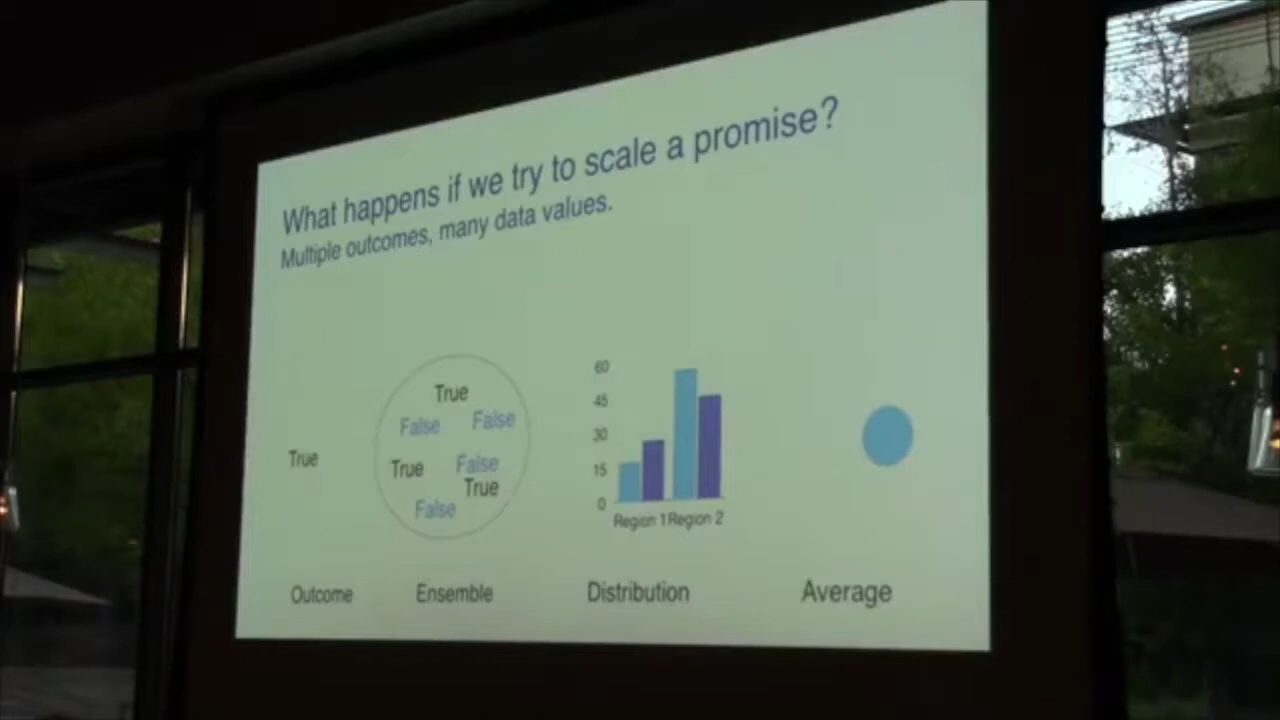 What happens if we try to scale a promise?
Multiple outcomes, many data values.
True
True
False False
True False
True
False
60
45
30
15
0
Region 1 Region 2
Outcome Ensemble Distribution Average